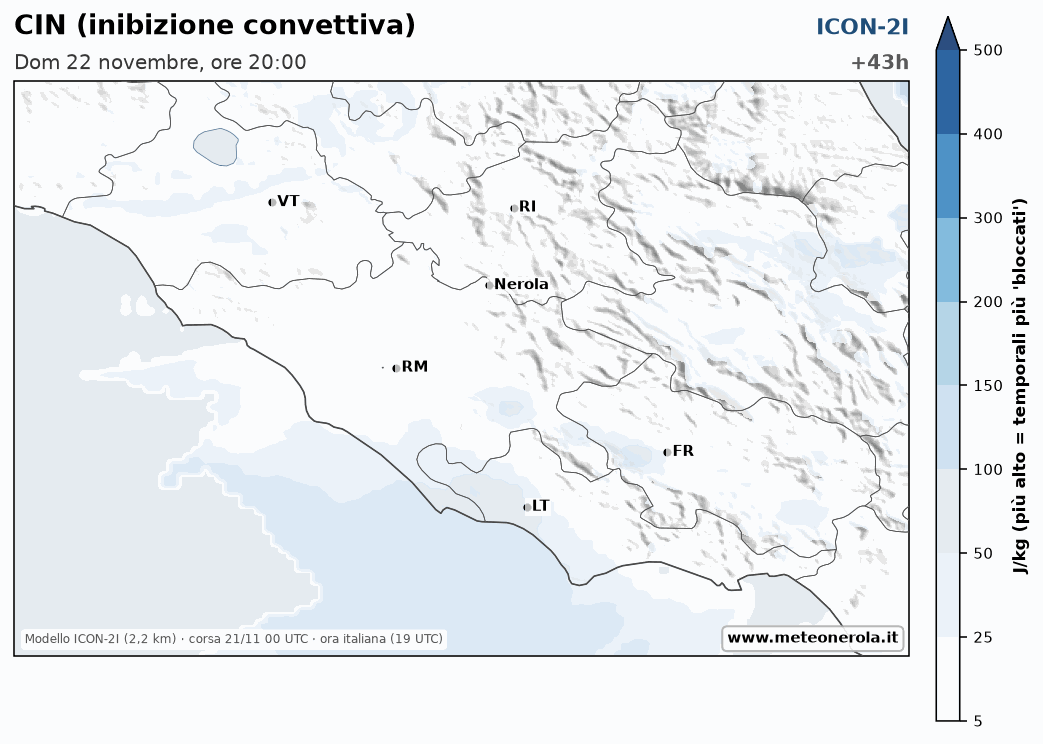 CIN (inibizione convettiva)
ICON-2I
Dom 22 novembre, ore 20:00
+43h
VT
RI
Nerola
RM
FR
LT
Modello ICON-2I (2,2 km) · corsa 21/11 00 UTC · ora italiana (19 UTC)
www.meteonerola.it
500
400
300
200
150
100
50
25
5
J/kg (più alto = temporali più 'bloccati')